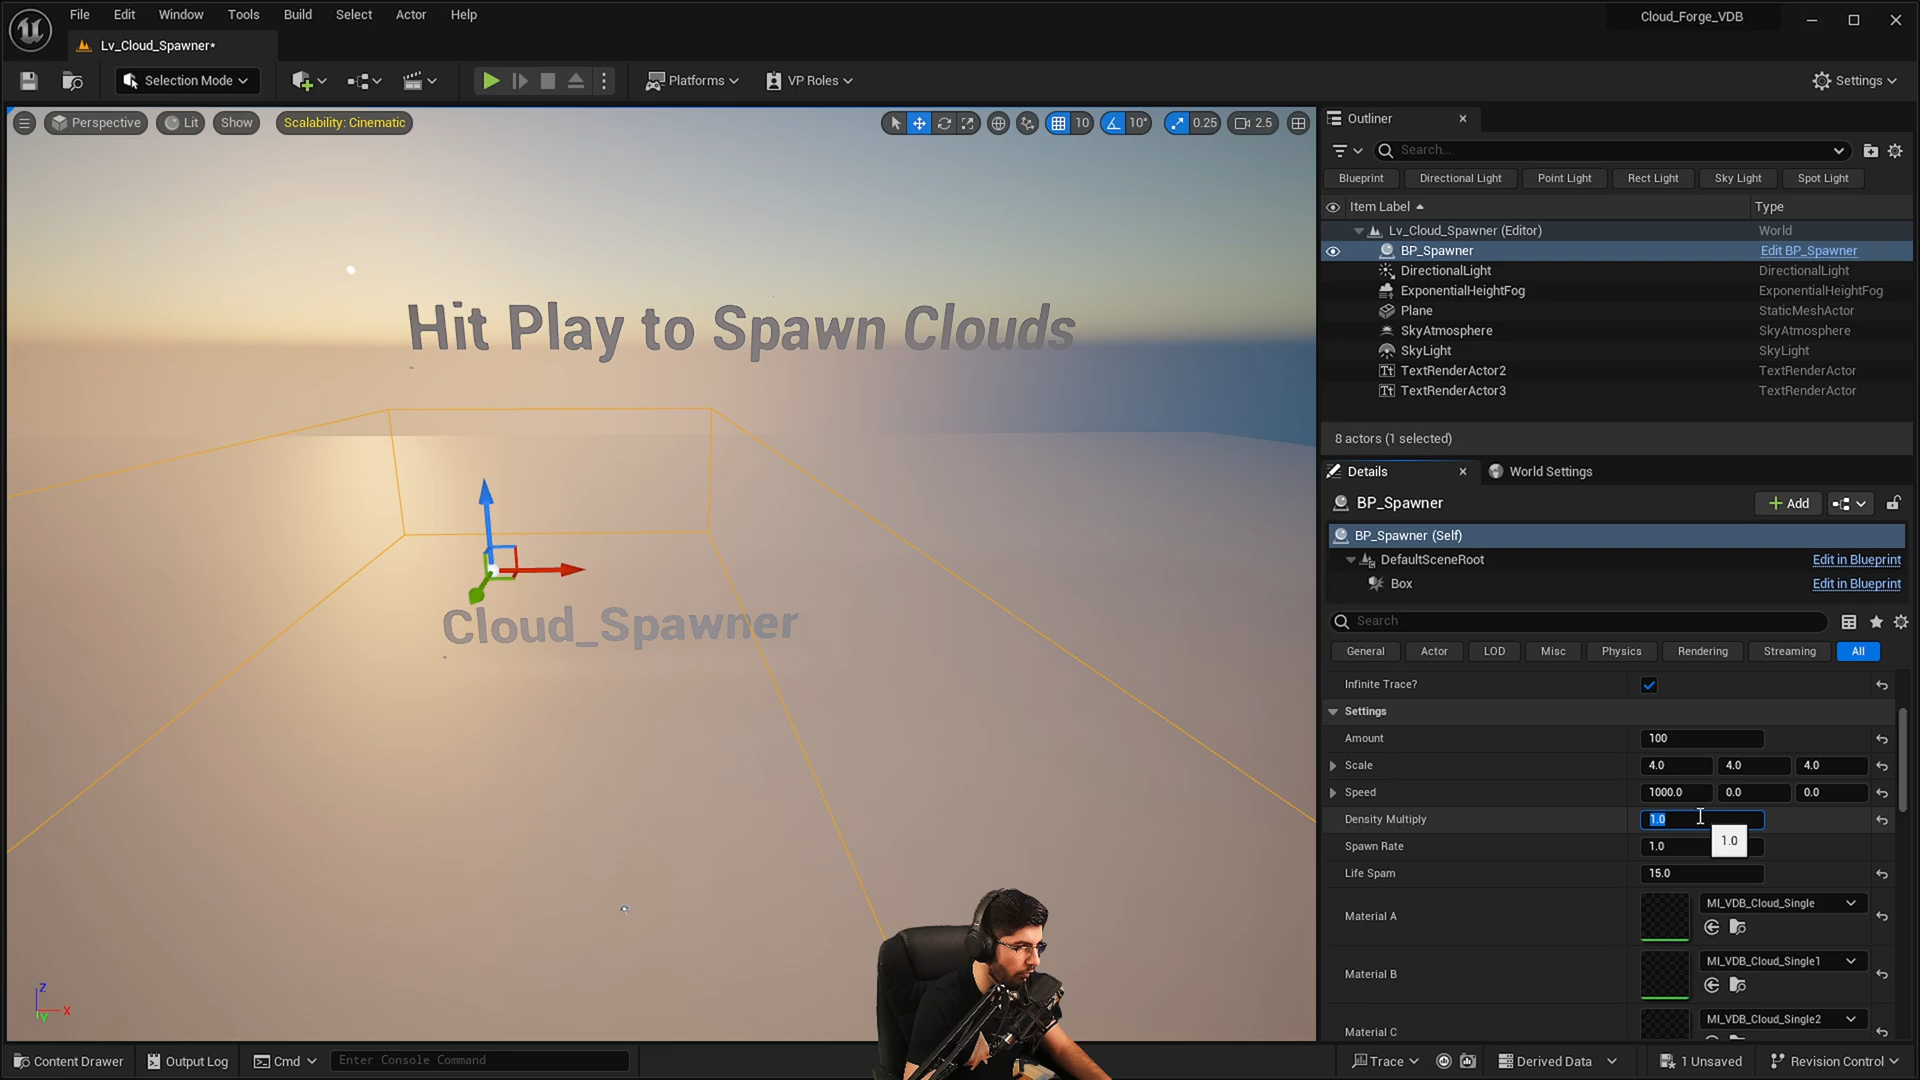 File Edit Window Tools Build Select Actor Help
Cloud_Forge_VDB
Lv_Cloud_Spawner*
Selection Mode
Platforms
VP Roles
Settings
Perspective
Lit
Show
Scalability: Cinematic
10
10°
0.25
2.5
Hit Play to Spawn Clouds
Cloud_Spawner
Z
X
Y
Outliner
Search...
Blueprint
Directional Light
Point Light
Rect Light
Sky Light
Spot Light
Item Label
Type
Lv_Cloud_Spawner (Editor)
World
BP_Spawner
Edit BP_Spawner
DirectionalLight
DirectionalLight
ExponentialHeightFog
ExponentialHeightFog
Plane
StaticMeshActor
SkyAtmosphere
SkyAtmosphere
SkyLight
SkyLight
TextRenderActor2
TextRenderActor
TextRenderActor3
TextRenderActor
8 actors (1 selected)
Details
World Settings
BP_Spawner
Add
BP_Spawner (Self)
DefaultSceneRoot
Edit in Blueprint
Box
Edit in Blueprint
Search
General
Actor
LOD
Misc
Physics
Rendering
Streaming
All
Infinite Trace?
Settings
Amount
100
Scale
4.0 4.0 4.0
Speed
1000.0 0.0 0.0
Density Multiply
1.0
1.0
Spawn Rate
1.0
Life Spam
15.0
Material A
MI_VDB_Cloud_Single
Material B
MI_VDB_Cloud_Single1
Material C
MI_VDB_Cloud_Single2
Content Drawer
Output Log
Cmd
Enter Console Command
Trace
Derived Data
1 Unsaved
Revision Control